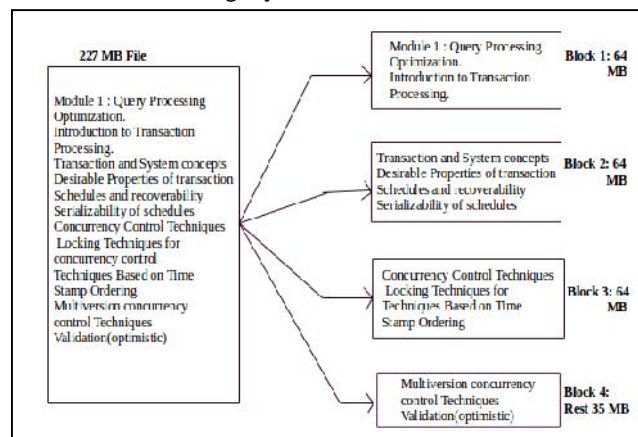 227 MB File
Module 1 : Query Processing
Optimization.
Introduction to Transaction
Processing.
Transaction and System concepts
Desirable Properties of transaction
Schedules and recoverability
Serializability of schedules
Concurrency Control Techniques
Locking Techniques for
concurrency control
Techniques Based on Time
Stamp Ordering
Multiversion concurrency
control Techniques
Validation(optimistic)
Module 1 : Query Processing
Optimization.
Introduction to Transaction
Processing.
Block 1: 64
MB
Transaction and System concepts
Desirable Properties of transaction
Schedules and recoverability
Serializability of schedules
Block 2: 64
MB
Concurrency Control Techniques
Locking Techniques for
Techniques Based on Time
Stamp Ordering
Block 3: 64
MB
Multiversion concurrency
control Techniques
Validation(optimistic)
Block 4:
Rest 35 MB